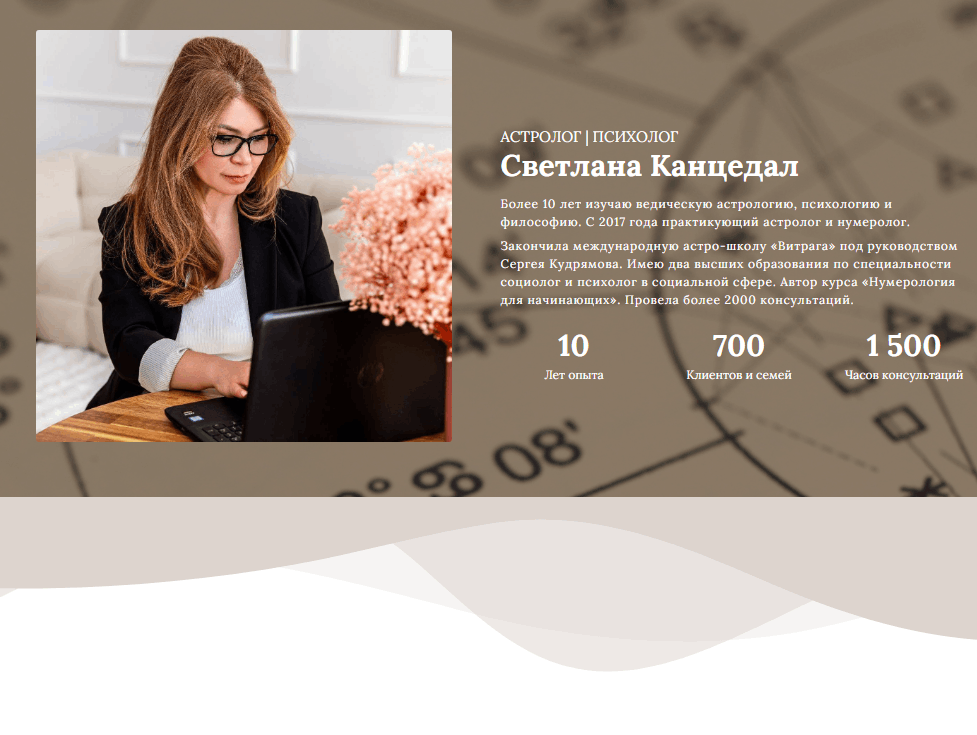 АСТРОЛОГ | ПСИХОЛОГ
Светлана Канцедал
Более 10 лет изучаю ведическую астрологию, психологию и
философию. С 2017 года практикующий астролог и нумеролог.
Закончила международную астро-школу «Витрага» под руководством
Сергея Кудрямова. Имею два высших образования по специальности
социолог и психолог в социальной сфере. Автор курса «Нумерология
для начинающих». Провела более 2000 консультаций.
10 700 1 500
Лет опыта Клиентов и семей Часов консультаций
45
08'